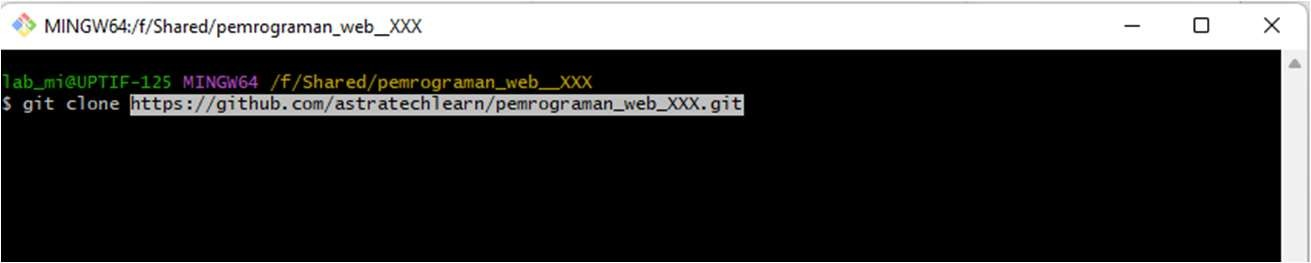 MINGW64:/f/Shared/pemrograman_web__XXX
lab_mi@UPTIF-125 MINGW64 /f/Shared/pemrograman_web__XXX
$ git clone https://github.com/astratechlearn/pemrograman_web_XXX.git